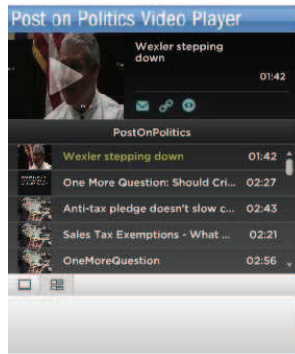 Post on Politics Video Player
Wexler stepping
down
01:42
PostOnPolitics
Wexler stepping down 01:42
One More Question: Should Cri... 02:27
Anti-tax pledge doesn't slow c... 02:43
Sales Tax Exemptions - What ... 02:21
OneMoreQuestion 02:56